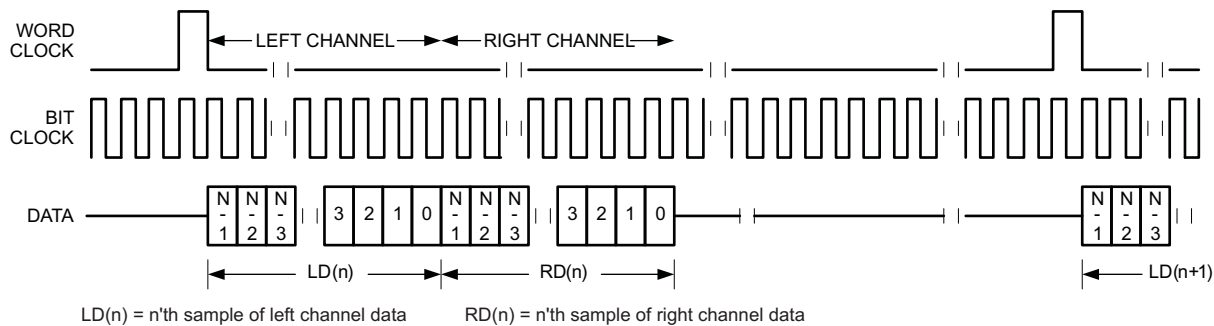 WORD
CLOCK
LEFT CHANNEL
RIGHT CHANNEL
BIT
CLOCK
DATA
N-1
N-2
N-3
3
2
1
0
N-1
N-2
N-3
3
2
1
0
N-1
N-2
N-3
LD(n)
RD(n)
LD(n+1)
LD(n) = n'th sample of left channel data
RD(n) = n'th sample of right channel data